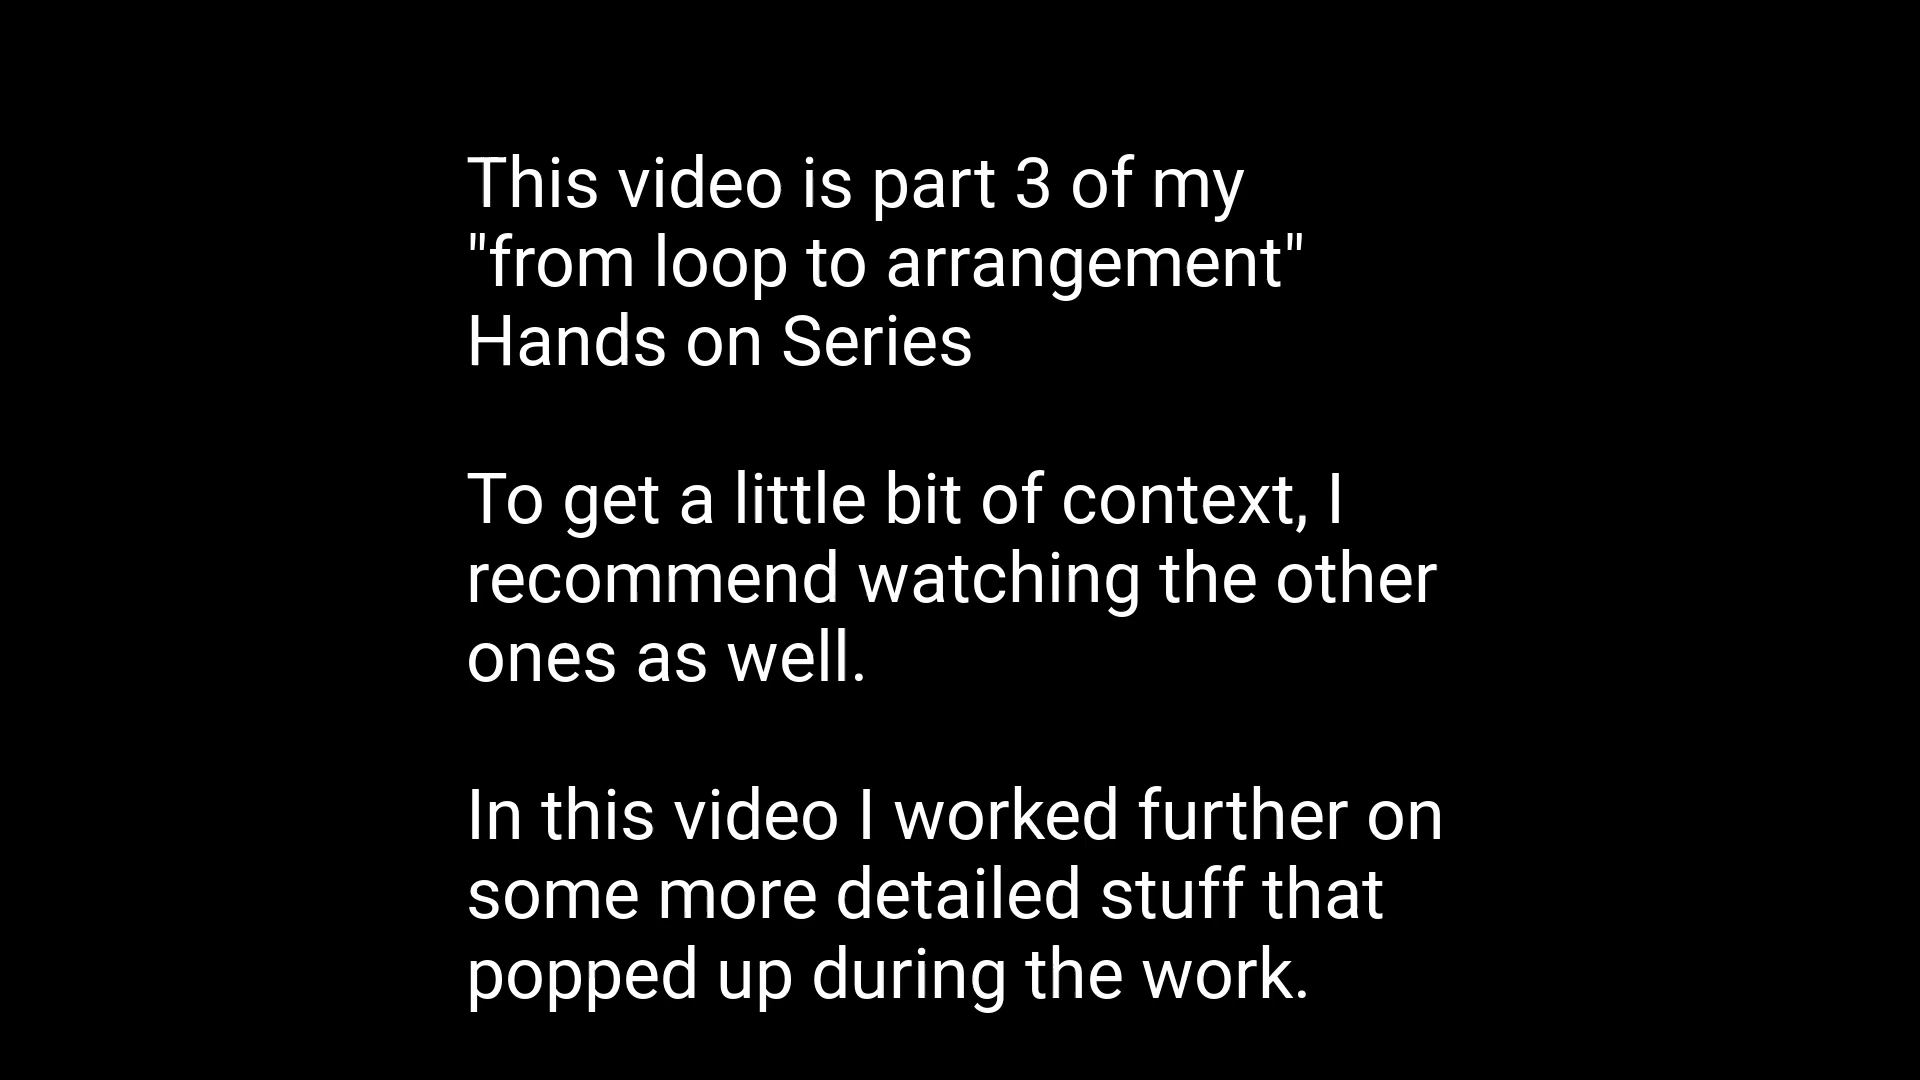 This video is part 3 of my
"from loop to arrangement"
Hands on Series
To get a little bit of context, I
recommend watching the other
ones as well.
In this video I worked further on
some more detailed stuff that
popped up during the work.